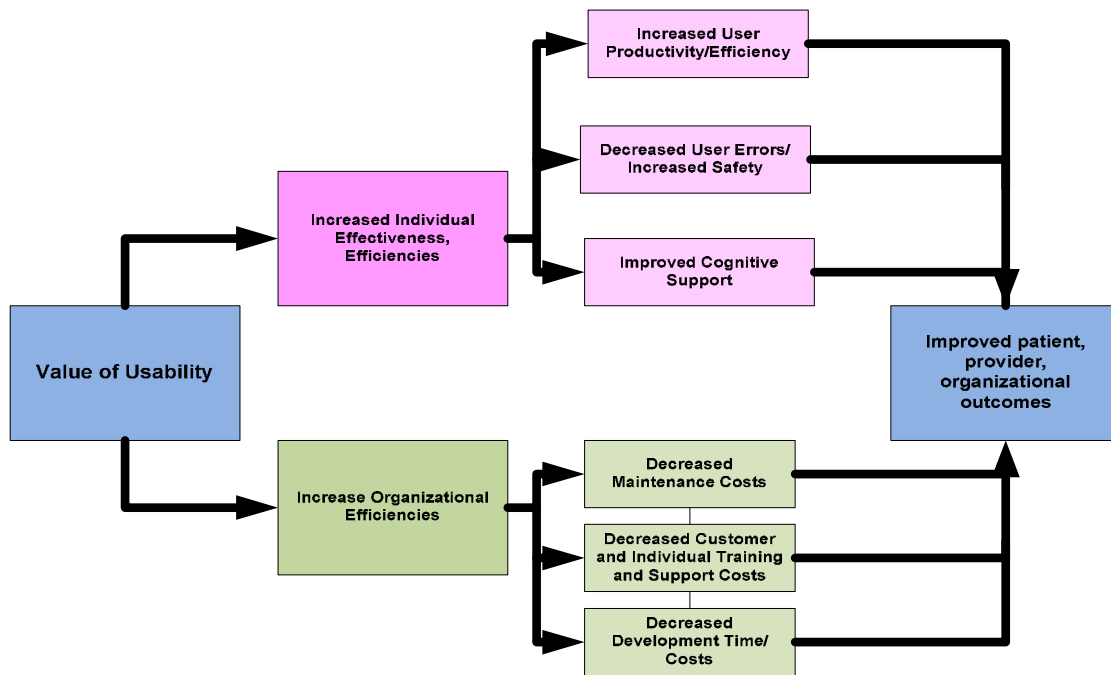 Increased User
Productivity/Efficiency
Decreased User Errors/
Increased Safety
Increased Individual
Effectiveness,
Efficiencies
Improved Cognitive
Support
Value of Usability
Improved patient,
provider,
organizational
outcomes
Increase Organizational
Efficiencies
Decreased
Maintenance Costs
Decreased Customer
and Individual Training
and Support Costs
Decreased
Development Time/
Costs